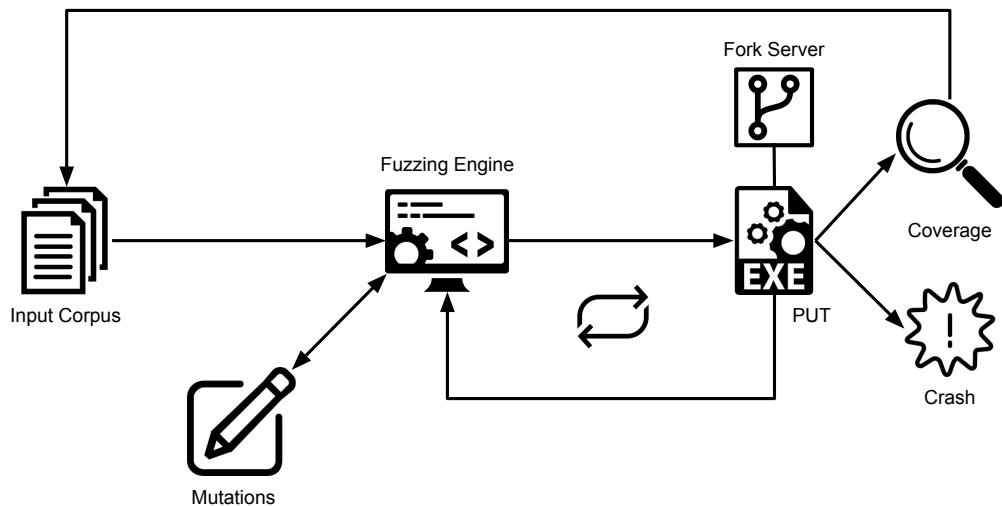 Fork Server
Fuzzing Engine
Coverage
< >
EXE
Input Corpus
PUT
!
Crash
Mutations